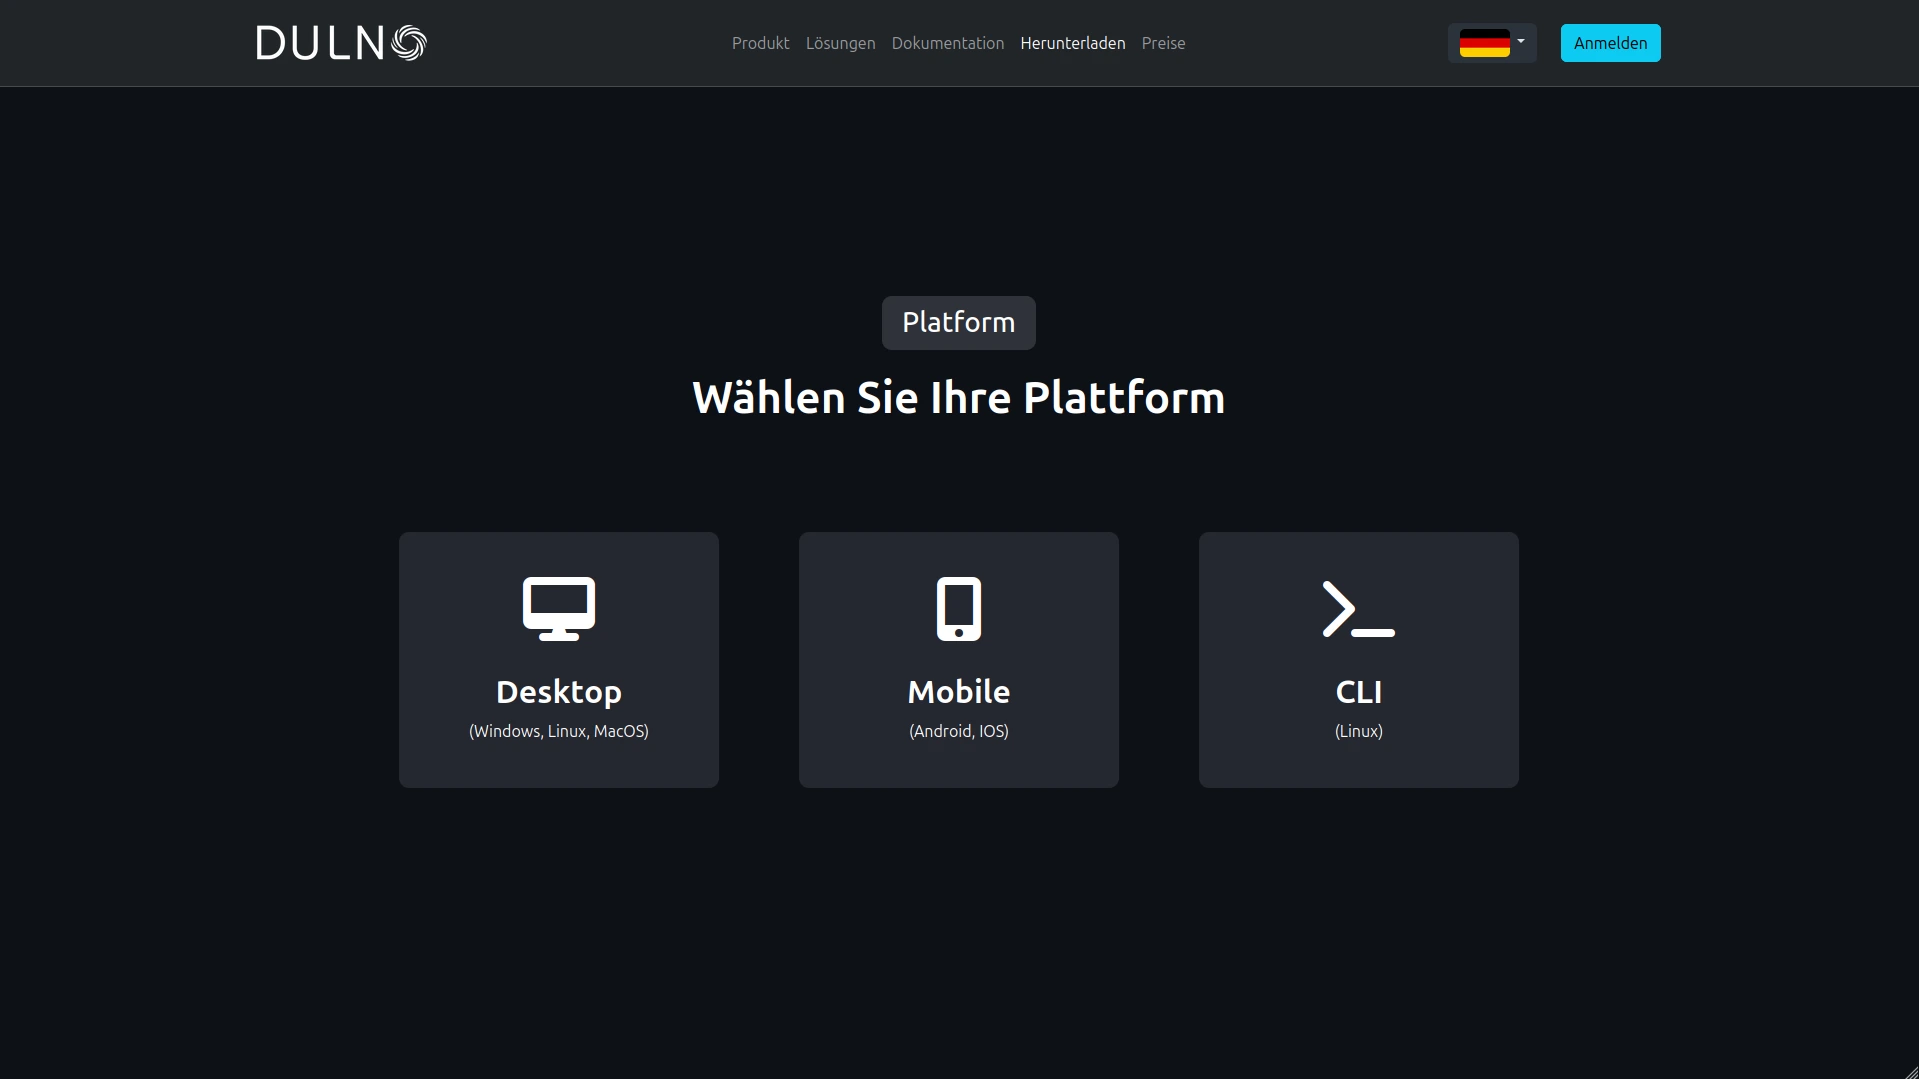 DULNO
Produkt Lösungen Dokumentation Herunterladen Preise
Anmelden
Platform
Wählen Sie Ihre Plattform
Desktop
(Windows, Linux, MacOS)
Mobile
(Android, IOS)
CLI
(Linux)